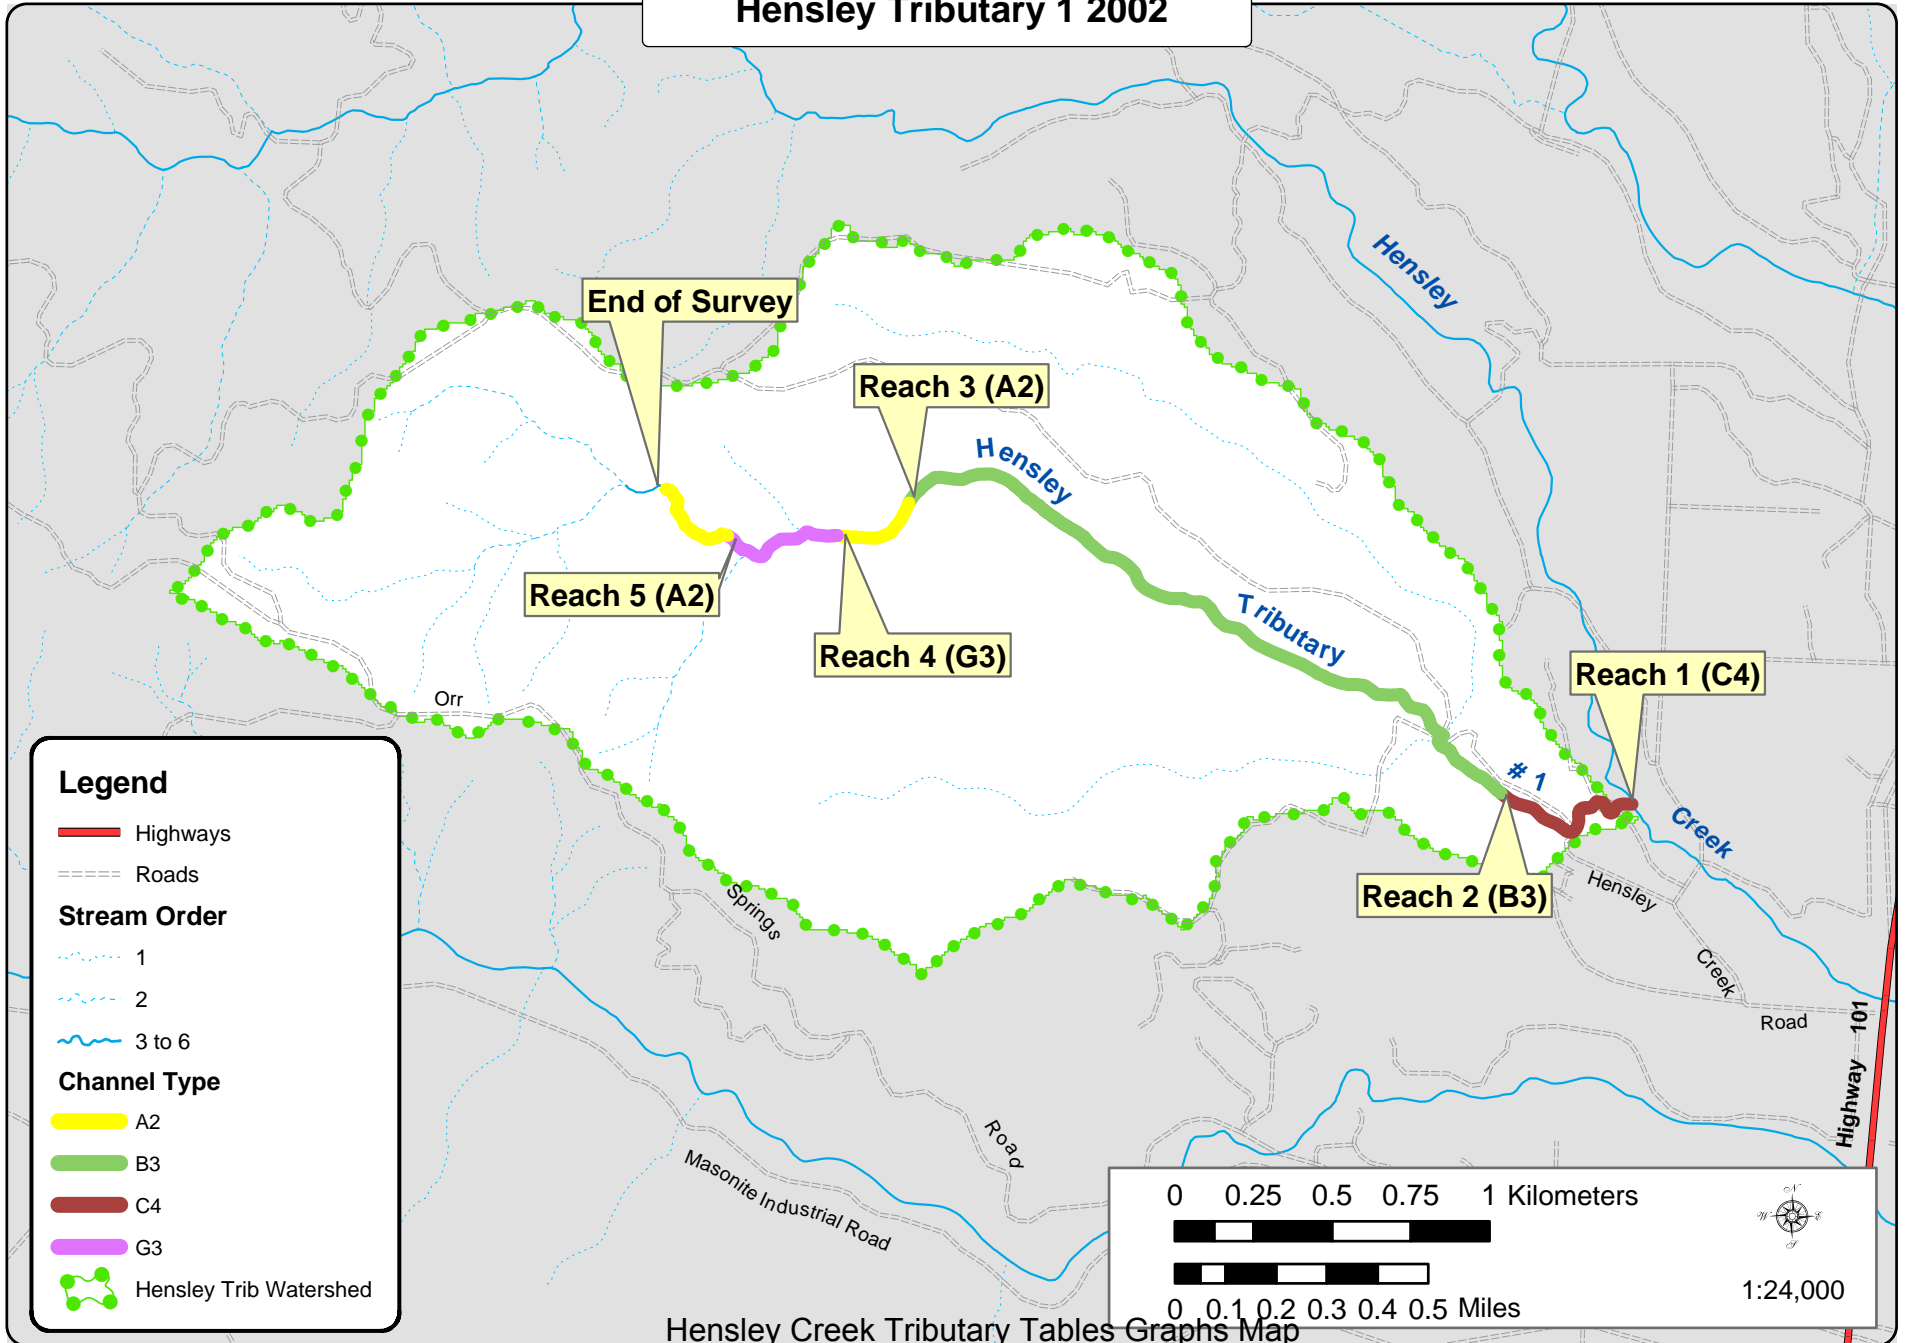 Hensley Tributary 1 2002
Hensley
End of Survey
Reach 3 (A2)
Hensley
Reach 5 (A2)
Reach 4 (G3)
Tributary
Reach 1 (C4)
Orr
# 1
Creek
Reach 2 (B3)
Hensley
Springs
Creek
Road
Highway 101
Road
Masonite Industrial Road
Legend
Highways
Roads
Stream Order
1
2
3 to 6
Channel Type
A2
B3
C4
G3
Hensley Trib Watershed
0 0.25 0.5 0.75 1 Kilometers
0 0.1 0.2 0.3 0.4 0.5 Miles
N
W E
S
1:24,000
Hensley Creek Tributary Tables Graphs Map